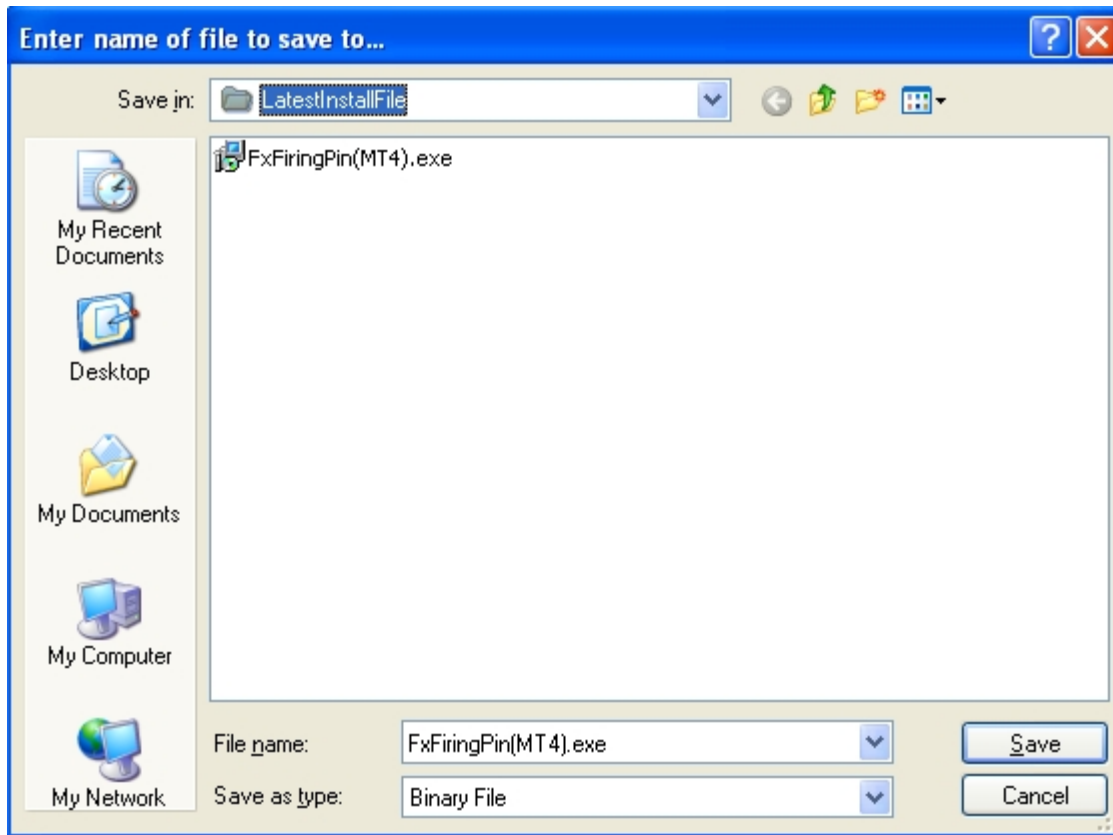 Enter name of file to save to...
Save in: LatestInstallFile
FxFiringPin(MT4).exe
My Recent
Documents
Desktop
My Documents
My Computer
My Network
File name: FxFiringPin(MT4).exe Save
Save as type: Binary File Cancel